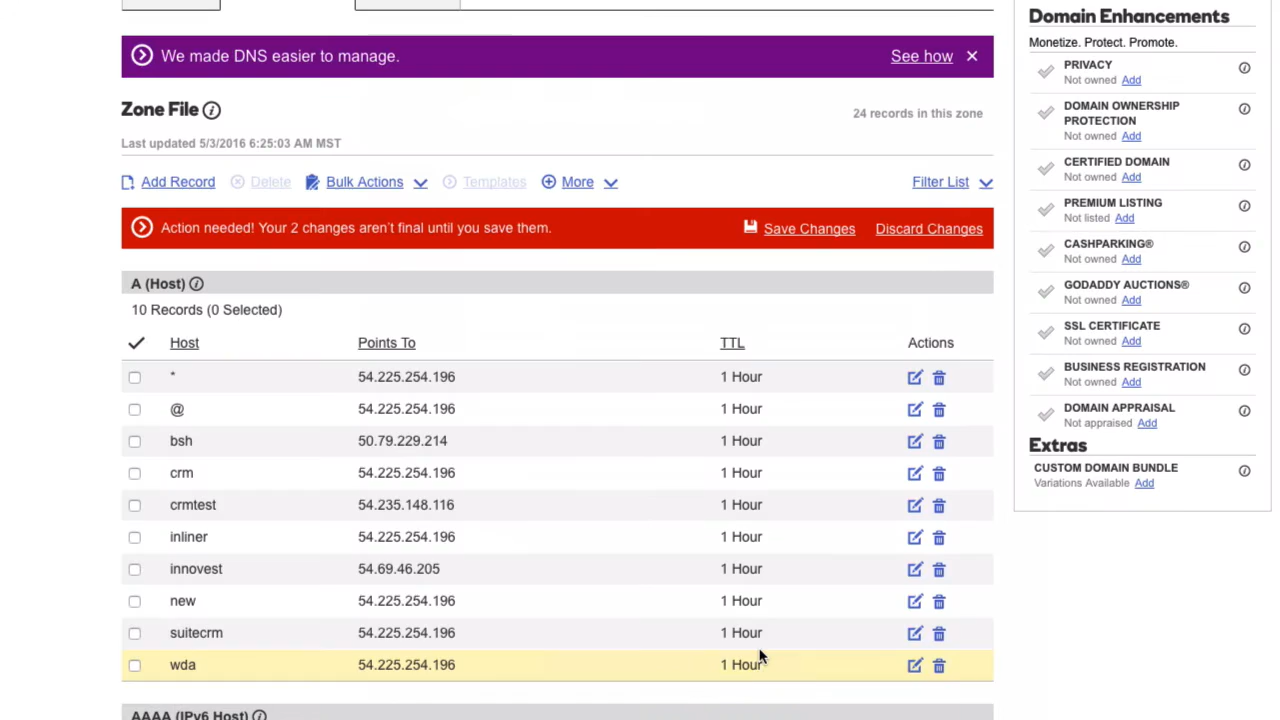 We made DNS easier to manage. See how ×
Zone File
24 records in this zone
Last updated 5/3/2016 6:25:03 AM MST
Add Record Delete Bulk Actions Templates More Filter List
Action needed! Your 2 changes aren't final until you save them. Save Changes Discard Changes
A (Host)
10 Records (0 Selected)
Host Points To TTL Actions
* 54.225.254.196 1 Hour
@ 54.225.254.196 1 Hour
bsh 50.79.229.214 1 Hour
crm 54.225.254.196 1 Hour
crmtest 54.235.148.116 1 Hour
inliner 54.225.254.196 1 Hour
innovest 54.69.46.205 1 Hour
new 54.225.254.196 1 Hour
suitecrm 54.225.254.196 1 Hour
wda 54.225.254.196 1 Hour
AAAA (IPv6 Host)
Domain Enhancements
Monetize. Protect. Promote.
PRIVACY
Not owned Add
DOMAIN OWNERSHIP
PROTECTION
Not owned Add
CERTIFIED DOMAIN
Not owned Add
PREMIUM LISTING
Not listed Add
CASHPARKING®
Not owned Add
GODADDY AUCTIONS®
Not owned Add
SSL CERTIFICATE
Not owned Add
BUSINESS REGISTRATION
Not owned Add
DOMAIN APPRAISAL
Not appraised Add
Extras
CUSTOM DOMAIN BUNDLE
Variations Available Add